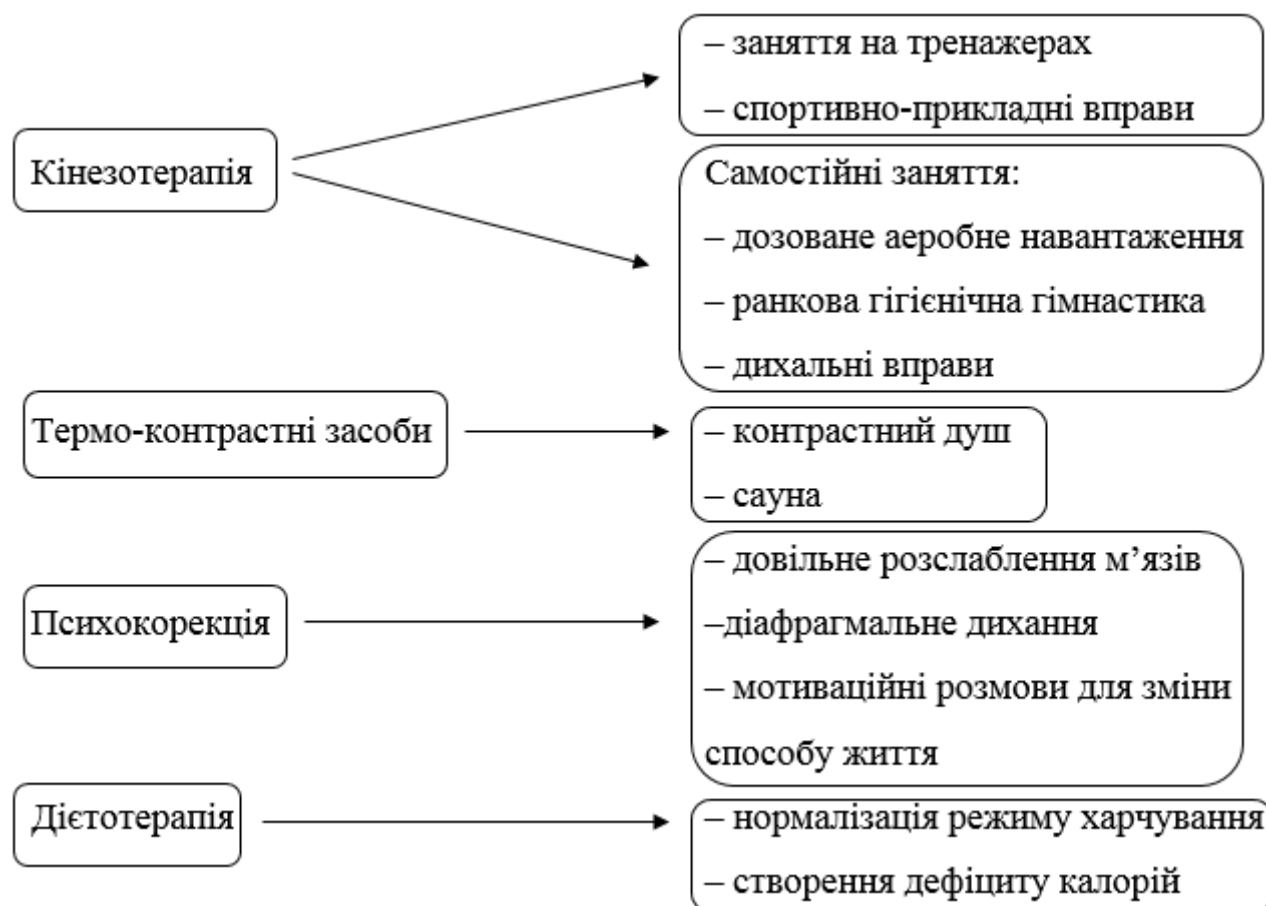 Кінезотерапія
– заняття на тренажерах
– спортивно-прикладні вправи
Самостійні заняття:
– дозоване аеробне навантаження
– ранкова гігієнічна гімнастика
– дихальні вправи
Термо-контрастні засоби
– контрастний душ
– сауна
Психокорекція
– довільне розслаблення м’язів
–діафрагмальне дихання
– мотиваційні розмови для зміни
способу життя
Дієтотерапія
– нормалізація режиму харчування
– створення дефіциту калорій